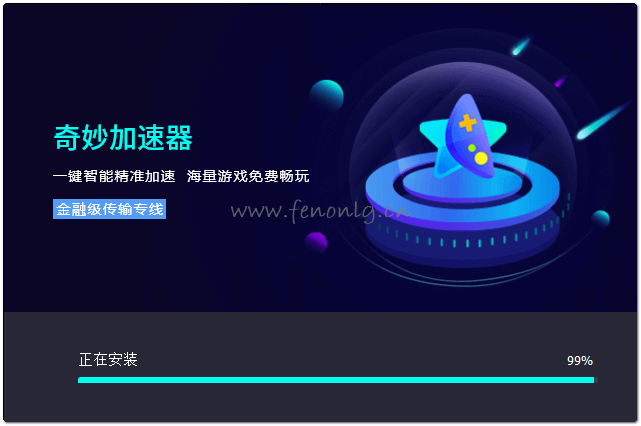 奇妙加速器
一键智能精准加速 海量游戏免费畅玩
金融级传输专线
www.fenonlg.cn
正在安装
99%